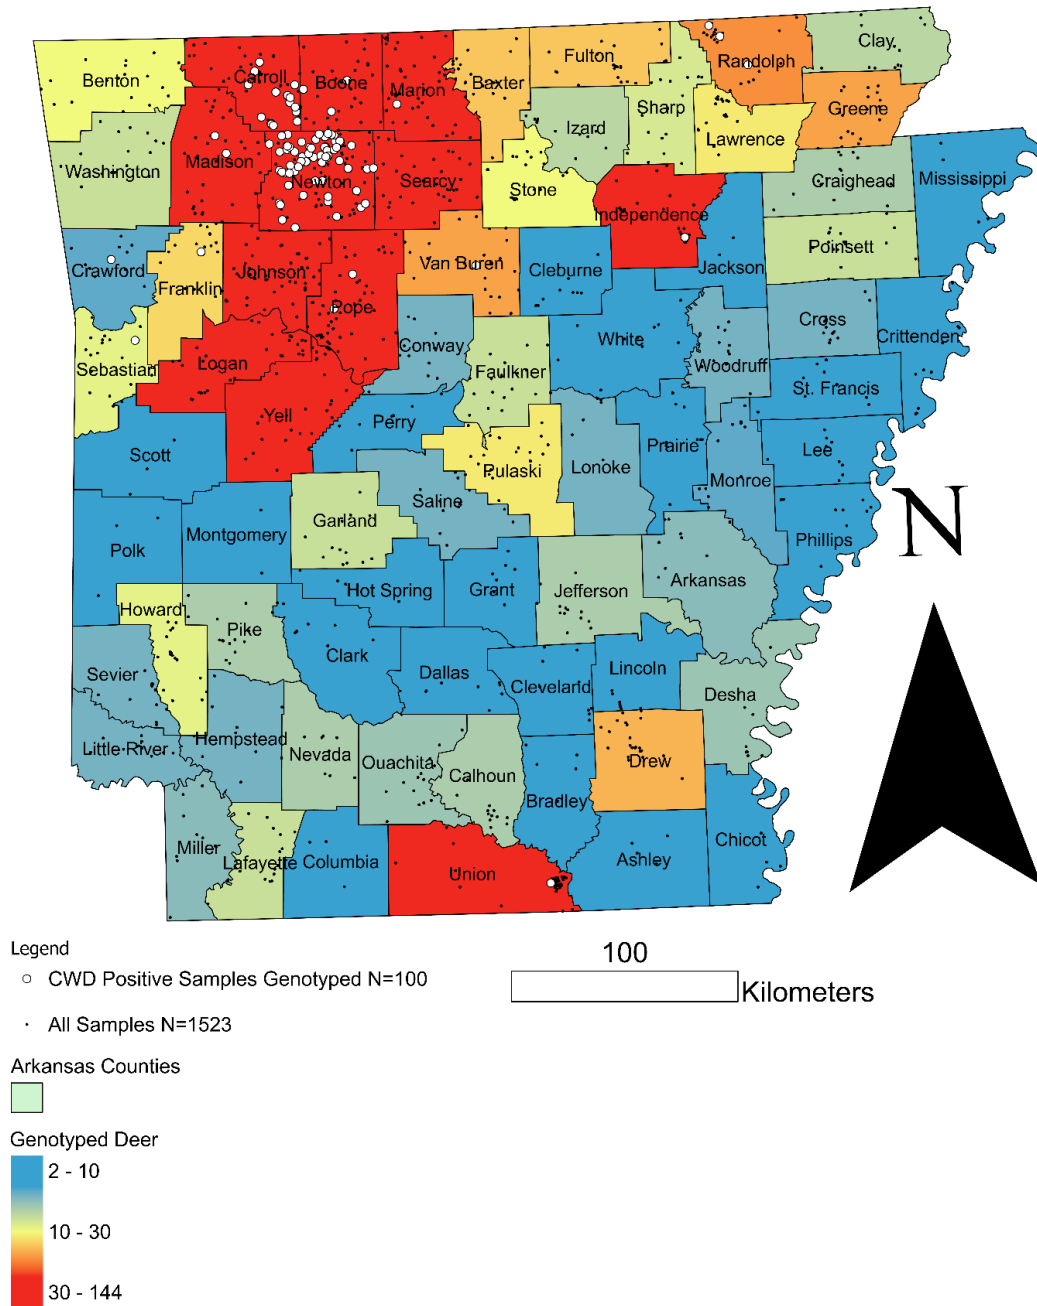 Clay
Fulton
Randolph
Carroll
Boone
Marion
Baxter
Benton
Sharp
Greene
Izard
Lawrence
Washington
Madison
Newton
Searcy
Stone
Craighead
Mississippi
Independence
Poinsett
Crawford
Franklin
Johnson
Van Buren
Cleburne
Jackson
Pope
Cross
Crittenden
Conway
White
Woodruff
Sebastian
Logan
Faulkner
St. Francis
Yell
Perry
Scott
Pulaski
Lonoke
Prairie
Lee
Monroe
Saline
Garland
Montgomery
Polk
Phillips
N
Hot Spring
Grant
Jefferson
Arkansas
Howard
Pike
Clark
Dallas
Sevier
Cleveland
Lincoln
Desha
Little River
Hempstead
Nevada
Ouachita
Calhoun
Drew
Bradley
Miller
Lafayette
Columbia
Union
Ashley
Chicot
Legend
CWD Positive Samples Genotyped N=100
All Samples N=1523
100
Kilometers
Arkansas Counties
Genotyped Deer
2 - 10
10 - 30
30 - 144